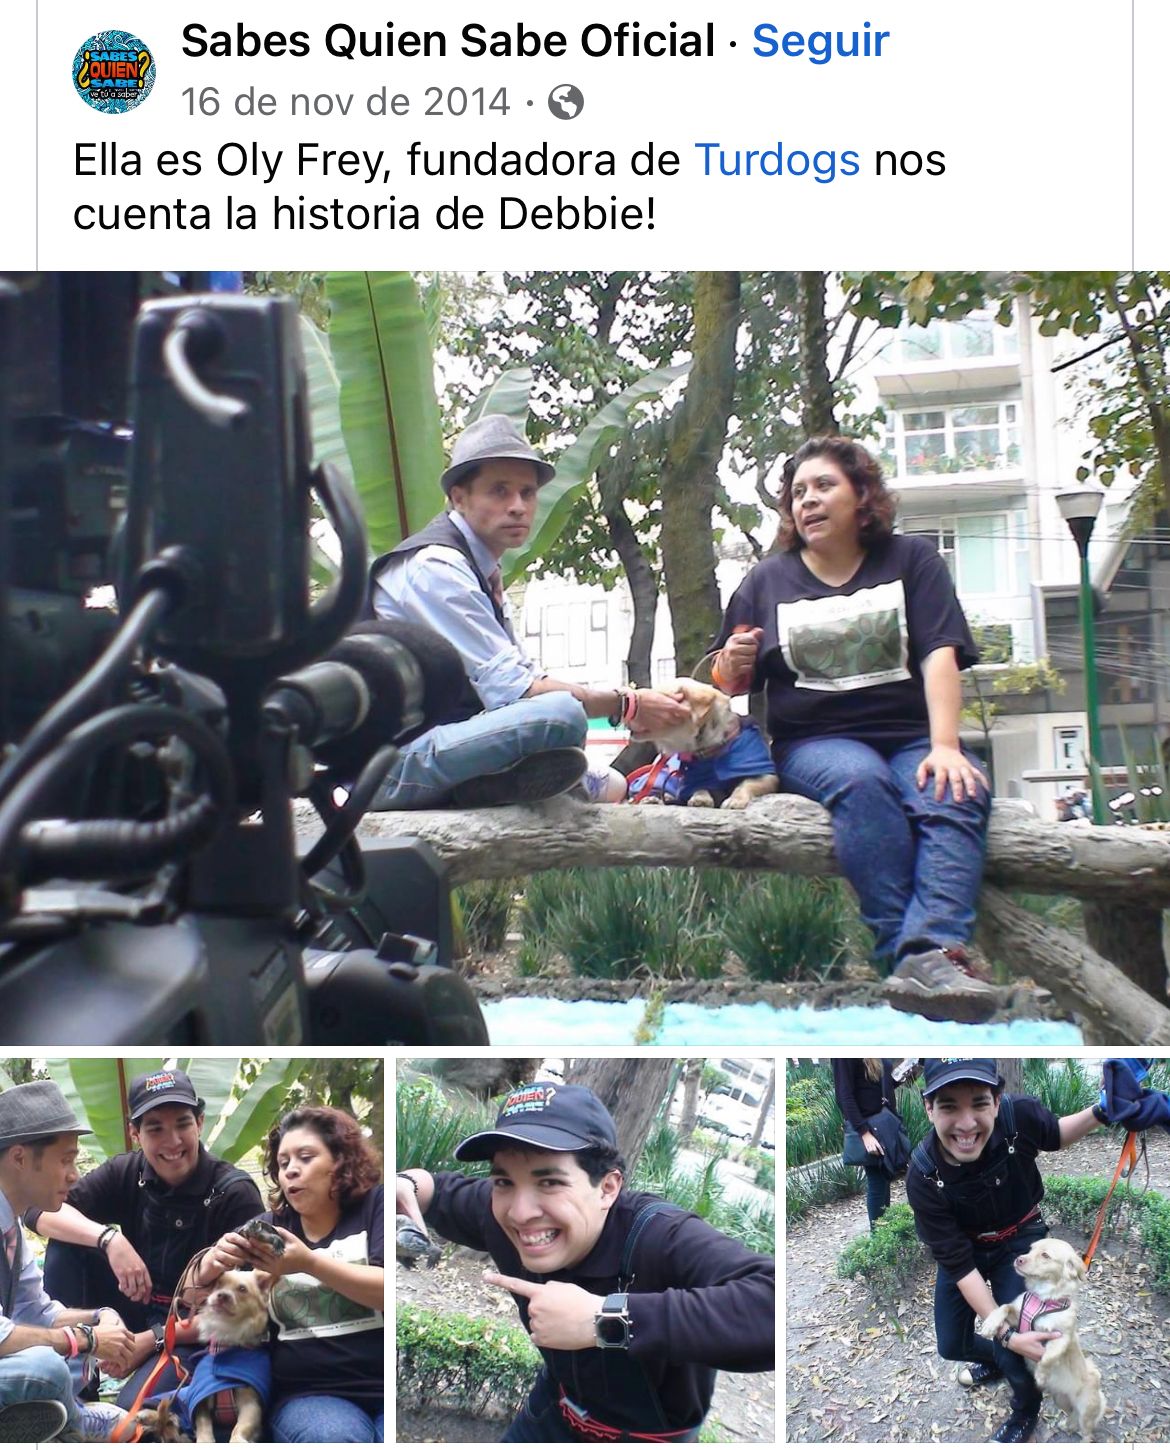 Sabes Quien Sabe Oficial · Seguir
¿SABES
QUIEN?
SABE!
ve tú a saber
16 de nov de 2014 ·
Ella es Oly Frey, fundadora de Turdogs nos
cuenta la historia de Debbie!
QUIEN?